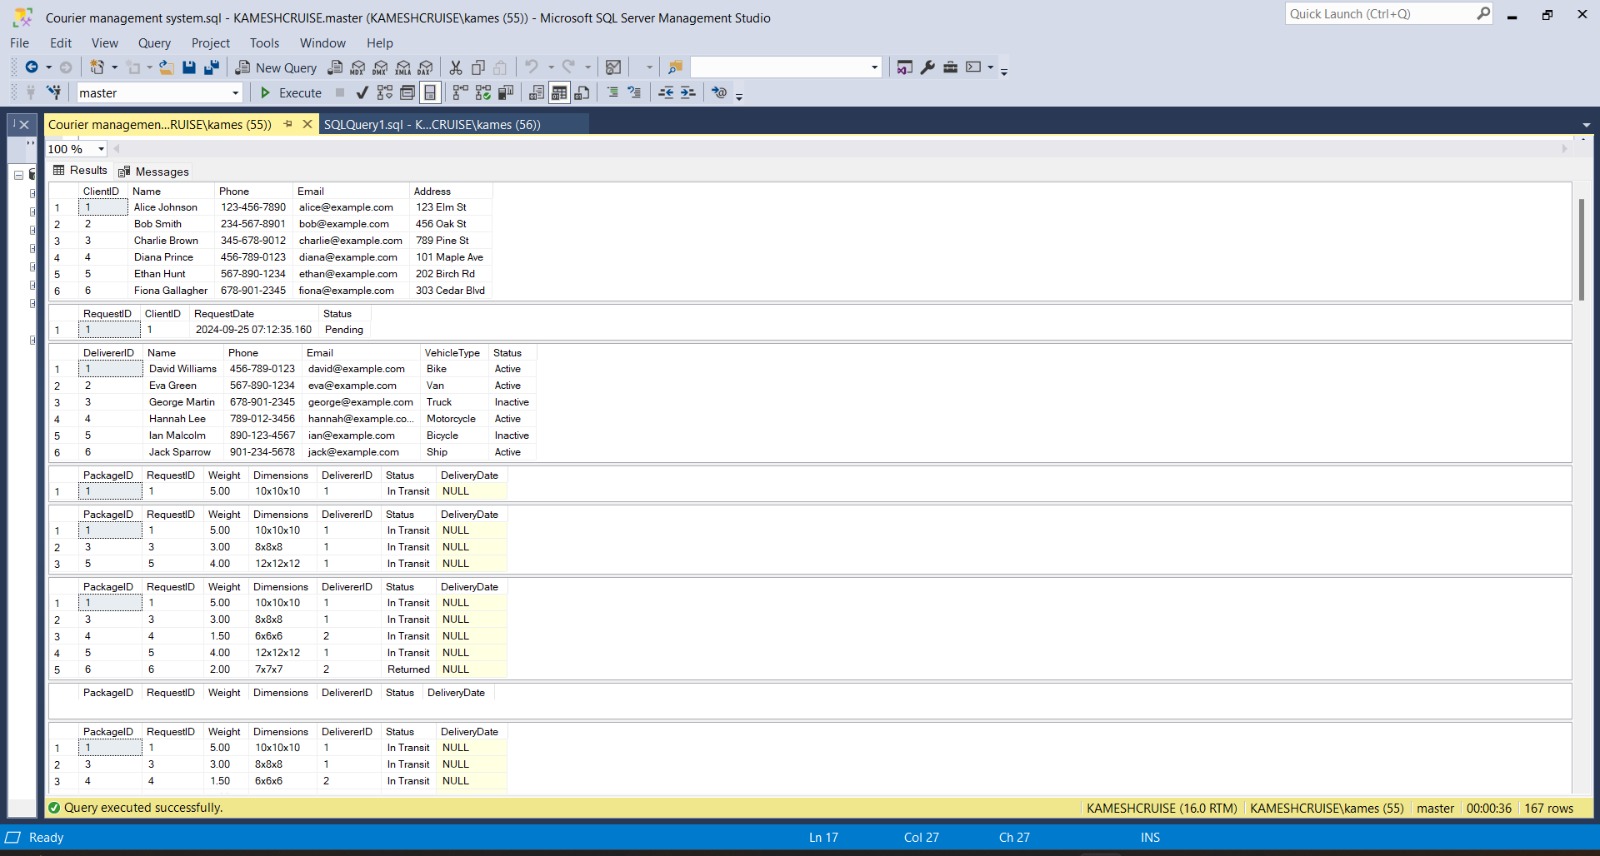 Courier management system.sql - KAMESHCRUISE.master (KAMESHCRUISE\kames (55)) - Microsoft SQL Server Management Studio
Quick Launch (Ctrl+Q)
File Edit View Query Project Tools Window Help
New Query MDX DMX XMLA DAX
master Execute
Courier managemen...RUISE\kames (55)) SQLQuery1.sql - K...CRUISE\kames (56))
100 %
Results Messages
ClientID Name Phone Email Address
1 1 Alice Johnson 123-456-7890 alice@example.com 123 Elm St
2 2 Bob Smith 234-567-8901 bob@example.com 456 Oak St
3 3 Charlie Brown 345-678-9012 charlie@example.com 789 Pine St
4 4 Diana Prince 456-789-0123 diana@example.com 101 Maple Ave
5 5 Ethan Hunt 567-890-1234 ethan@example.com 202 Birch Rd
6 6 Fiona Gallagher 678-901-2345 fiona@example.com 303 Cedar Blvd
RequestID ClientID RequestDate Status
1 1 1 2024-09-25 07:12:35.160 Pending
DelivererID Name Phone Email VehicleType Status
1 1 David Williams 456-789-0123 david@example.com Bike Active
2 2 Eva Green 567-890-1234 eva@example.com Van Active
3 3 George Martin 678-901-2345 george@example.com Truck Inactive
4 4 Hannah Lee 789-012-3456 hannah@example.co... Motorcycle Active
5 5 Ian Malcolm 890-123-4567 ian@example.com Bicycle Inactive
6 6 Jack Sparrow 901-234-5678 jack@example.com Ship Active
PackageID RequestID Weight Dimensions DelivererID Status DeliveryDate
1 1 1 5.00 10x10x10 1 In Transit NULL
PackageID RequestID Weight Dimensions DelivererID Status DeliveryDate
1 1 1 5.00 10x10x10 1 In Transit NULL
2 3 3 3.00 8x8x8 1 In Transit NULL
3 5 5 4.00 12x12x12 1 In Transit NULL
PackageID RequestID Weight Dimensions DelivererID Status DeliveryDate
1 1 1 5.00 10x10x10 1 In Transit NULL
2 3 3 3.00 8x8x8 1 In Transit NULL
3 4 4 1.50 6x6x6 2 In Transit NULL
4 5 5 4.00 12x12x12 1 In Transit NULL
5 6 6 2.00 7x7x7 2 Returned NULL
PackageID RequestID Weight Dimensions DelivererID Status DeliveryDate
PackageID RequestID Weight Dimensions DelivererID Status DeliveryDate
1 1 1 5.00 10x10x10 1 In Transit NULL
2 3 3 3.00 8x8x8 1 In Transit NULL
3 4 4 1.50 6x6x6 2 In Transit NULL
Query executed successfully. KAMESHCRUISE (16.0 RTM) KAMESHCRUISE\kames (55) master 00:00:36 167 rows
Ready Ln 17 Col 27 Ch 27 INS